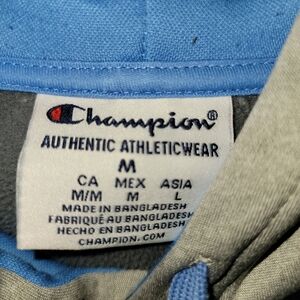 Champion®
AUTHENTIC ATHLETICWEAR
M
CA MEX ASIA
M/M M L
MADE IN BANGLADESH
FABRIQUÉ AU BANGLADESH
HECHO EN BANGLADESH
CHAMPION.COM